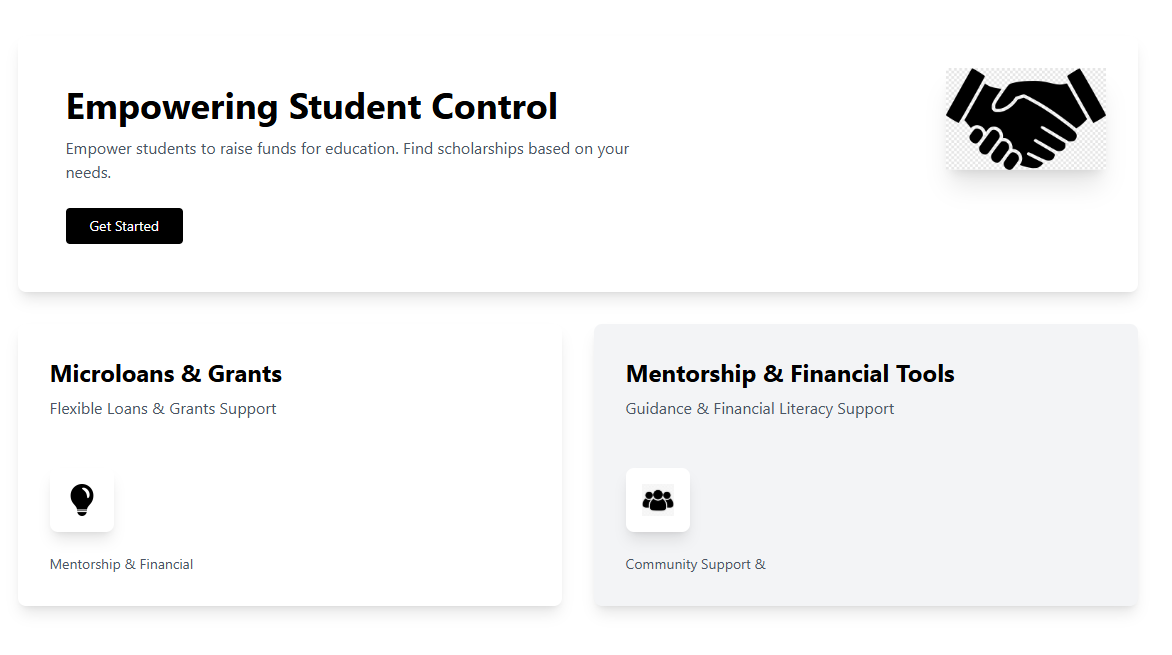 Empowering Student Control
Empower students to raise funds for education. Find scholarships based on your
needs.
Get Started
Microloans & Grants
Flexible Loans & Grants Support
Mentorship & Financial
Mentorship & Financial Tools
Guidance & Financial Literacy Support
Community Support &